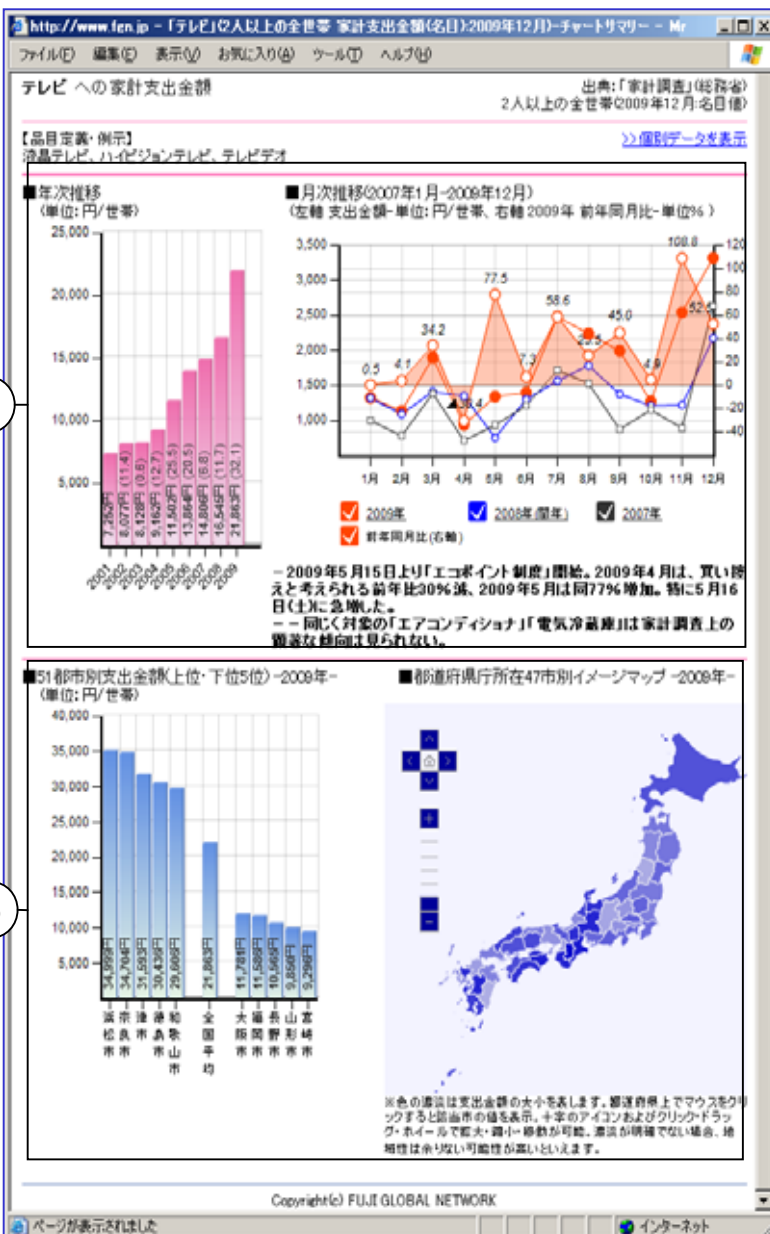 http://www.fgn.jp - 「テレビ」(2人以上の全世帯 家計支出金額(名目):2009年12月)-チャートサマリー - Mr
ファイル(F) 編集(E) 表示(V) お気に入り(A) ツール(T) ヘルプ(H)
テレビ への家計支出金額
出典:「家計調査」(総務省)
2人以上の全世帯(2009年12月:名目値)
【品目定義・例示】
>>個別データを表示
液晶テレビ、ハイビジョンテレビ、テレビデオ
■年次推移
(単位:円/世帯)
25,000
20,000
15,000
10,000
5,000
7,252円
8,077円 (11.4)
8,128円 (0.6)
9,162円 (12.7)
11,502円 (25.5)
13,864円 (20.5)
14,806円 (6.8)
16,545円 (11.7)
21,863円 (32.1)
2001 2002 2003 2004 2005 2006 2007 2008 2009
■月次推移(2007年1月-2009年12月)
(左軸 支出金額-単位:円/世帯、右軸 2009年 前年同月比-単位%)
3,500
3,000
2,500
2,000
1,500
1,000
120
100
80
60
40
20
0
-20
-40
0.5 4.1 34.2 ▲30.4 77.5 7.3 58.6 25.5 45.0 4.9 108.8 52.5
1月 2月 3月 4月 5月 6月 7月 8月 9月 10月 11月 12月
2009年 2008年(閏年) 2007年
前年同月比(右軸)
-2009年5月15日より「エコポイント制度」開始。2009年4月は、買い控
えと考えられる前年比30%減、2009年5月は同77%増加。特に5月16
日(土)に急増した。
--同じく対象の「エアコンディショナ」「電気冷蔵庫」は家計調査上の
顕著な傾向は見られない。
■51都市別支出金額(上位・下位5位)-2009年-
(単位:円/世帯)
40,000
35,000
30,000
25,000
20,000
15,000
10,000
5,000
34,999円
34,704円
31,593円
30,436円
29,606円
21,863円
11,781円
11,586円
10,565円
9,856円
9,296円
浜松市 奈良市 津市 徳島市 和歌山市 全国平均 大阪市 福岡市 長野市 山形市 宮崎市
■都道府県庁所在47市別イメージマップ -2009年-
※色の濃淡は支出金額の大小を表します。都道府県上でマウスをクリ
ックすると該当市の値を表示。十字のアイコンおよびクリック・ドラッ
グ・ホイールで拡大・縮小・移動が可能。濃淡が明確でない場合、地
域性は余りない可能性が高いといえます。
Copyright(c) FUJI GLOBAL NETWORK
ページが表示されました
インターネット